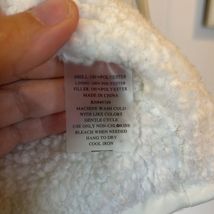 SHELL: 100%POLYESTER
LINING: 100% POLYESTER
FILLER: 100%POLYESTER
MADE IN CHINA
MACHINE WASH COLD
WITH LIKE COLORS
GENTLE CYCLE
USE ONLY NON-CHLORINE
BLEACH WHEN NEEDED
HANG TO DRY
COOL IRON